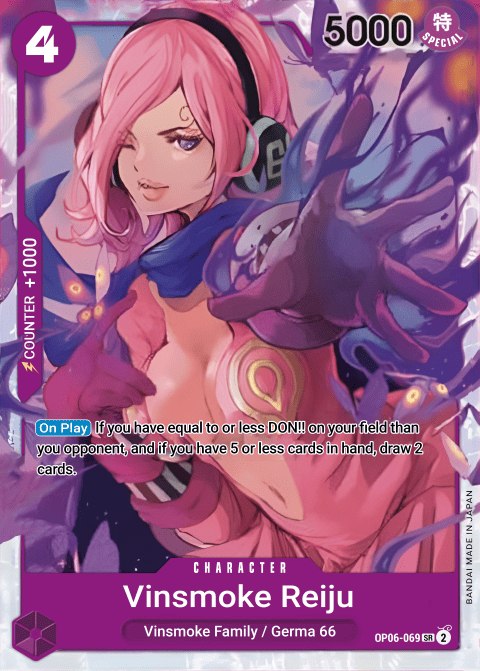 4
5000
特
SPECIAL
COUNTER +1000
On Play If you have equal to or less DON!! on your field than
you opponent, and if you have 5 or less cards in hand, draw 2
cards.
BANDAI MADE IN JAPAN
CHARACTER
Vinsmoke Reiju
Vinsmoke Family / Germa 66
OP06-069 SR 2